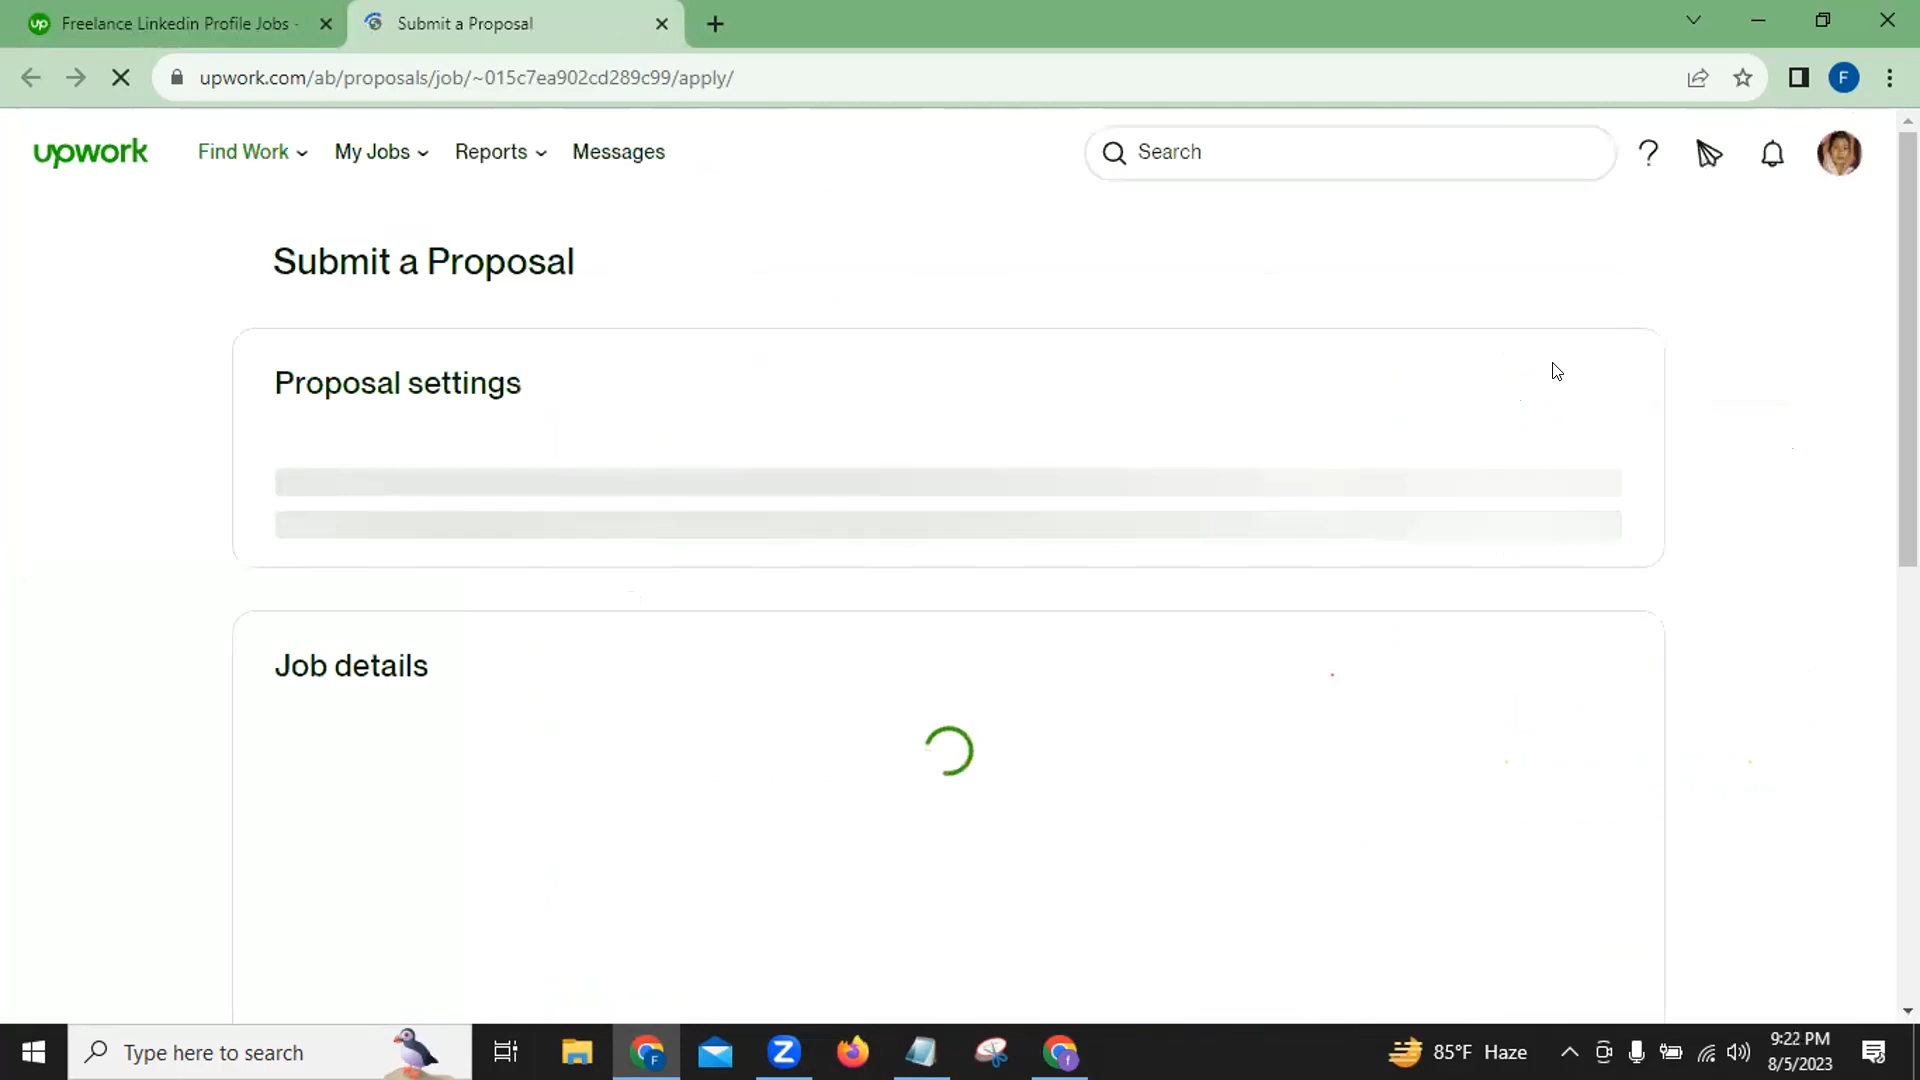 up Freelance Linkedin Profile Jobs -
Submit a Proposal
upwork.com/ab/proposals/job/~015c7ea902cd289c99/apply/
F
upwork
Find Work
My Jobs
Reports
Messages
Search
Submit a Proposal
Proposal settings
Job details
Type here to search
F
Z
f
85°F Haze
9:22 PM
8/5/2023